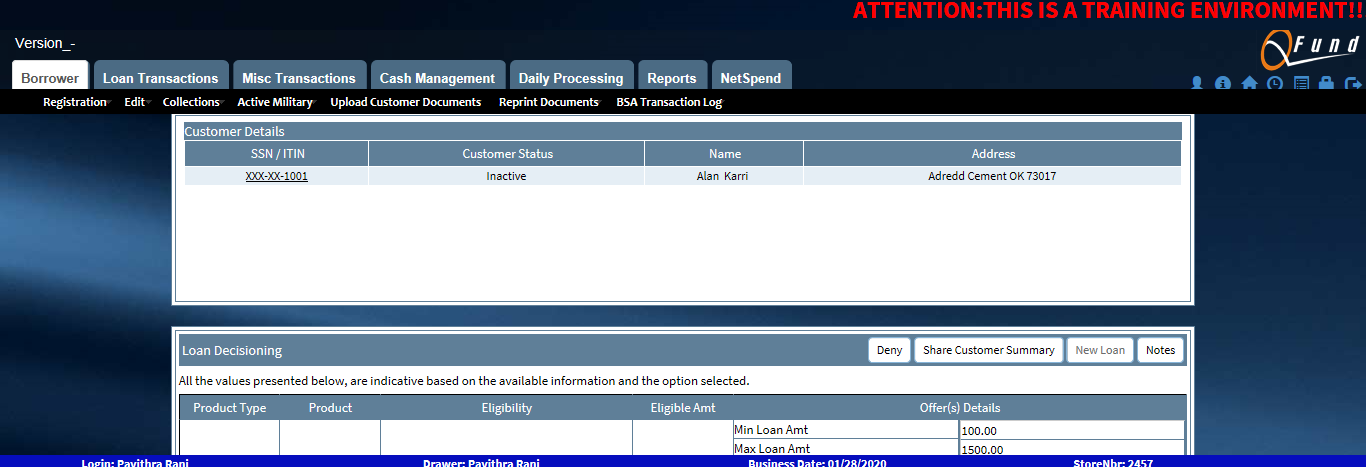 ATTENTION:THIS IS A TRAINING ENVIRONMENT!!
Version_-
QFund
Borrower Loan Transactions Misc Transactions Cash Management Daily Processing Reports NetSpend
Registration Edit Collections Active Military Upload Customer Documents Reprint Documents BSA Transaction Log
Customer Details
SSN / ITIN Customer Status Name Address
XXX-XX-1001 Inactive Alan Karri Adredd Cement OK 73017
Loan Decisioning Deny Share Customer Summary New Loan Notes
All the values presented below, are indicative based on the available information and the option selected.
Product Type Product Eligibility Eligible Amt Offer(s) Details
Min Loan Amt 100.00
Max Loan Amt 1500.00
Login: Pavithra Rani Drawer: Pavithra Rani Business Date: 01/28/2020 StoreNbr: 2457